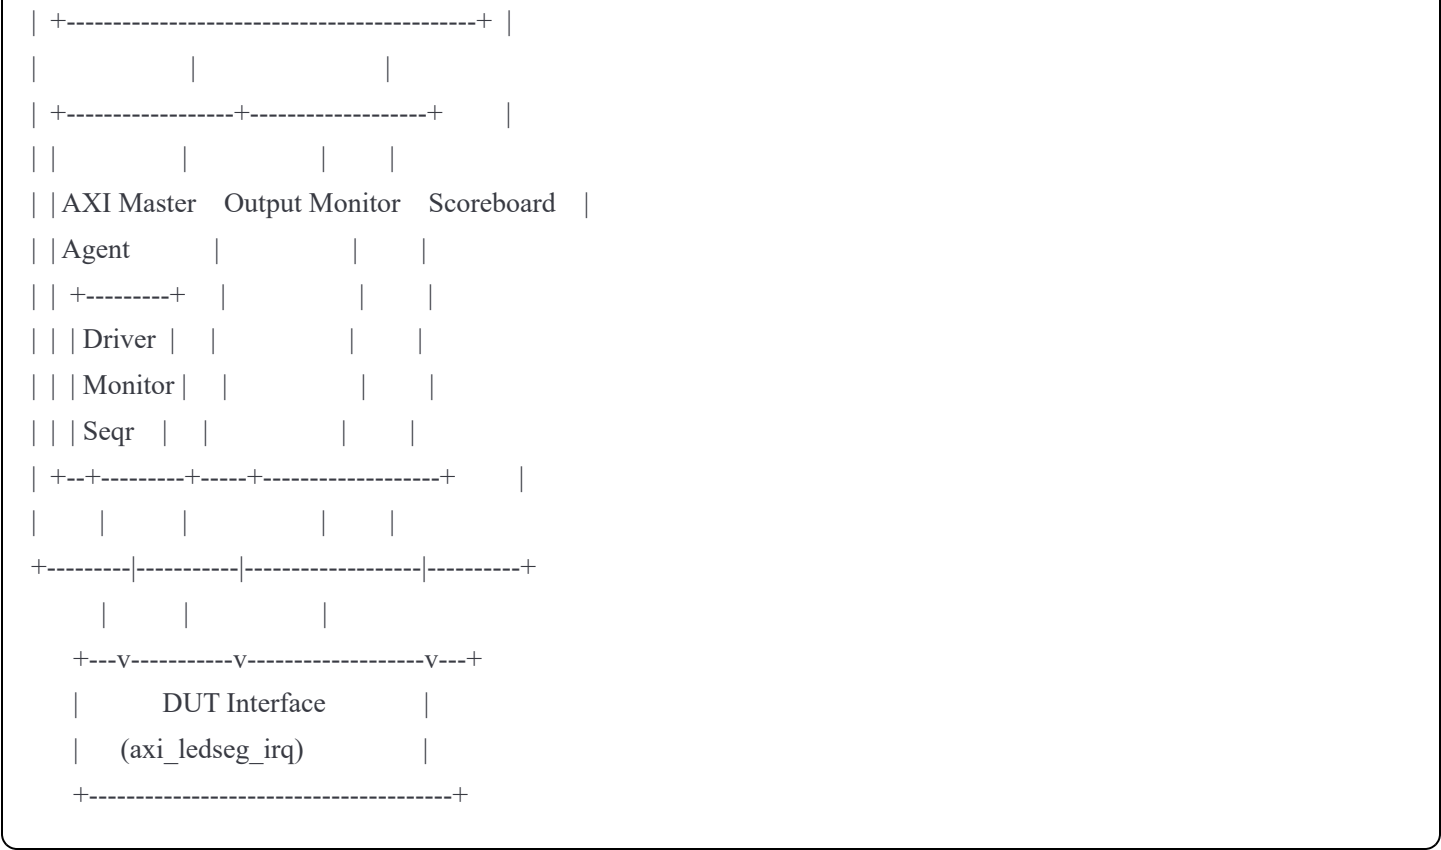 | +--------------------------------------------+ |
| | |
| +------------------+-------------------+ |
| | | | |
| | AXI Master Output Monitor Scoreboard |
| | Agent | | |
| | +---------+ | | |
| | | Driver | | | |
| | | Monitor | | | |
| | | Seqr | | | |
| +--+---------+-----+-------------------+ |
| | | | |
+---------|-----------|-------------------|----------+
| | |
+---v-----------v-------------------v---+
| DUT Interface |
| (axi_ledseg_irq) |
+---------------------------------------+